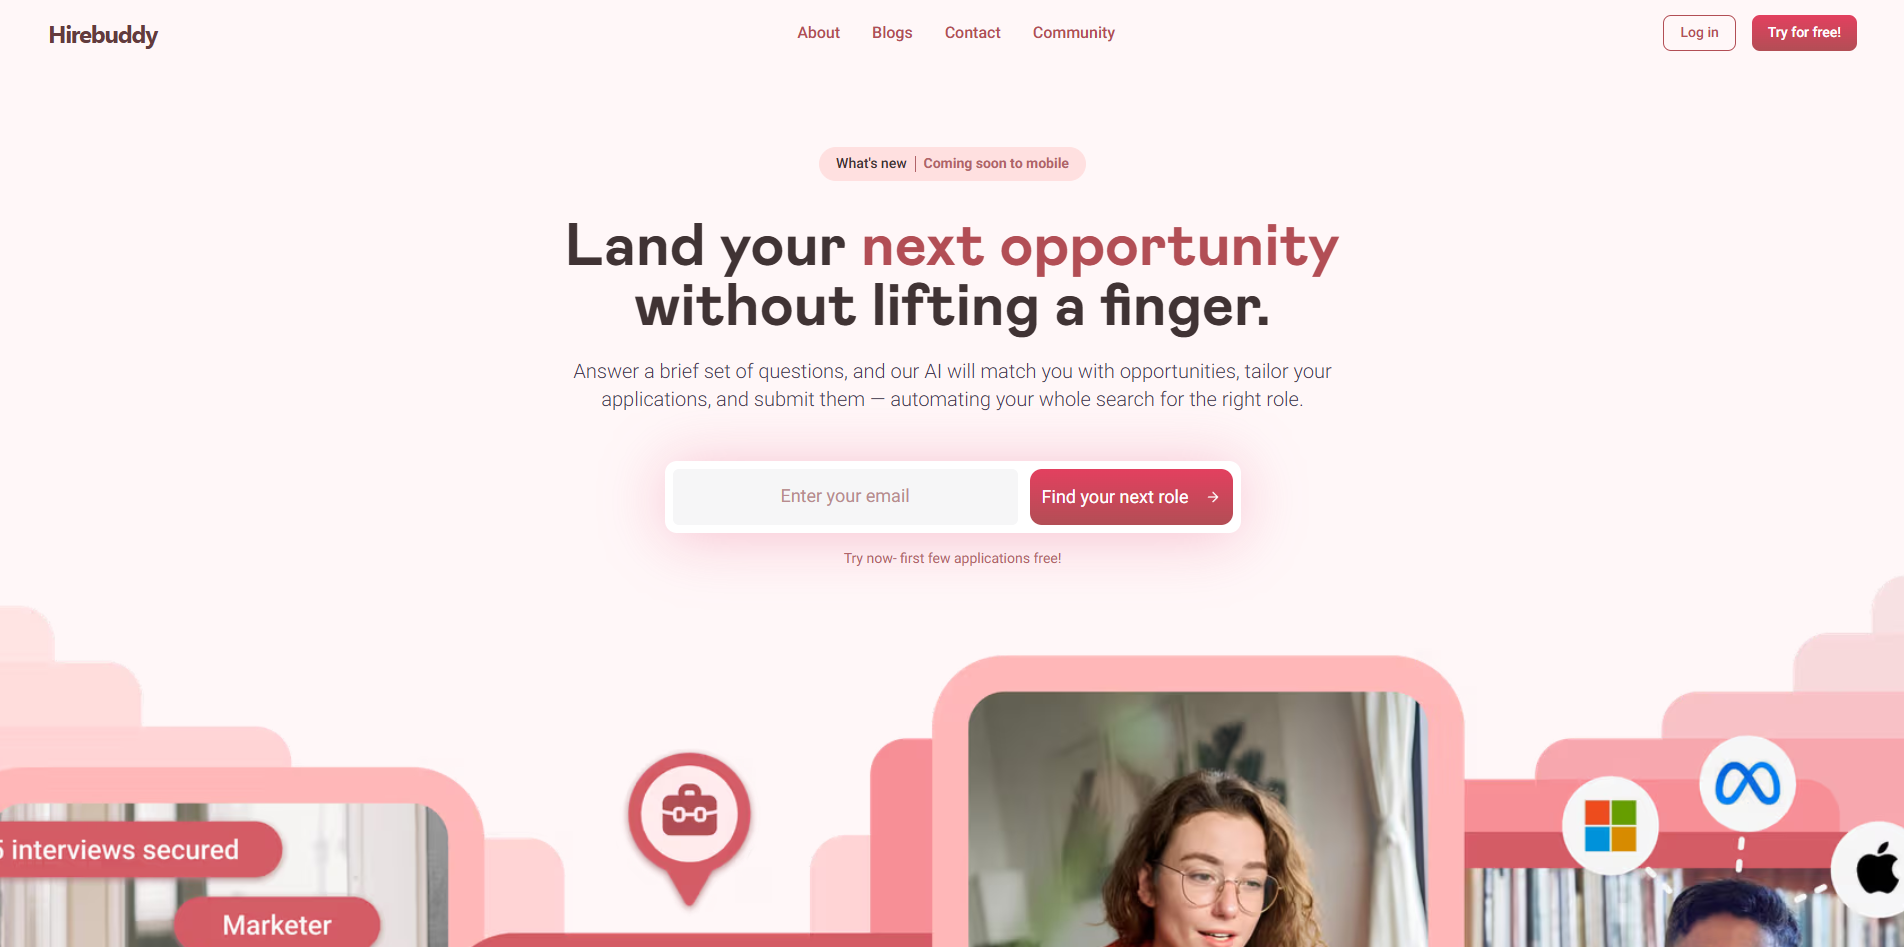 Hirebuddy
About
Blogs
Contact
Community
Log in
Try for free!
What's new | Coming soon to mobile
Land your next opportunity
without lifting a finger.
Answer a brief set of questions, and our AI will match you with opportunities, tailor your
applications, and submit them — automating your whole search for the right role.
Enter your email
Find your next role →
Try now- first few applications free!
5 interviews secured
Marketer